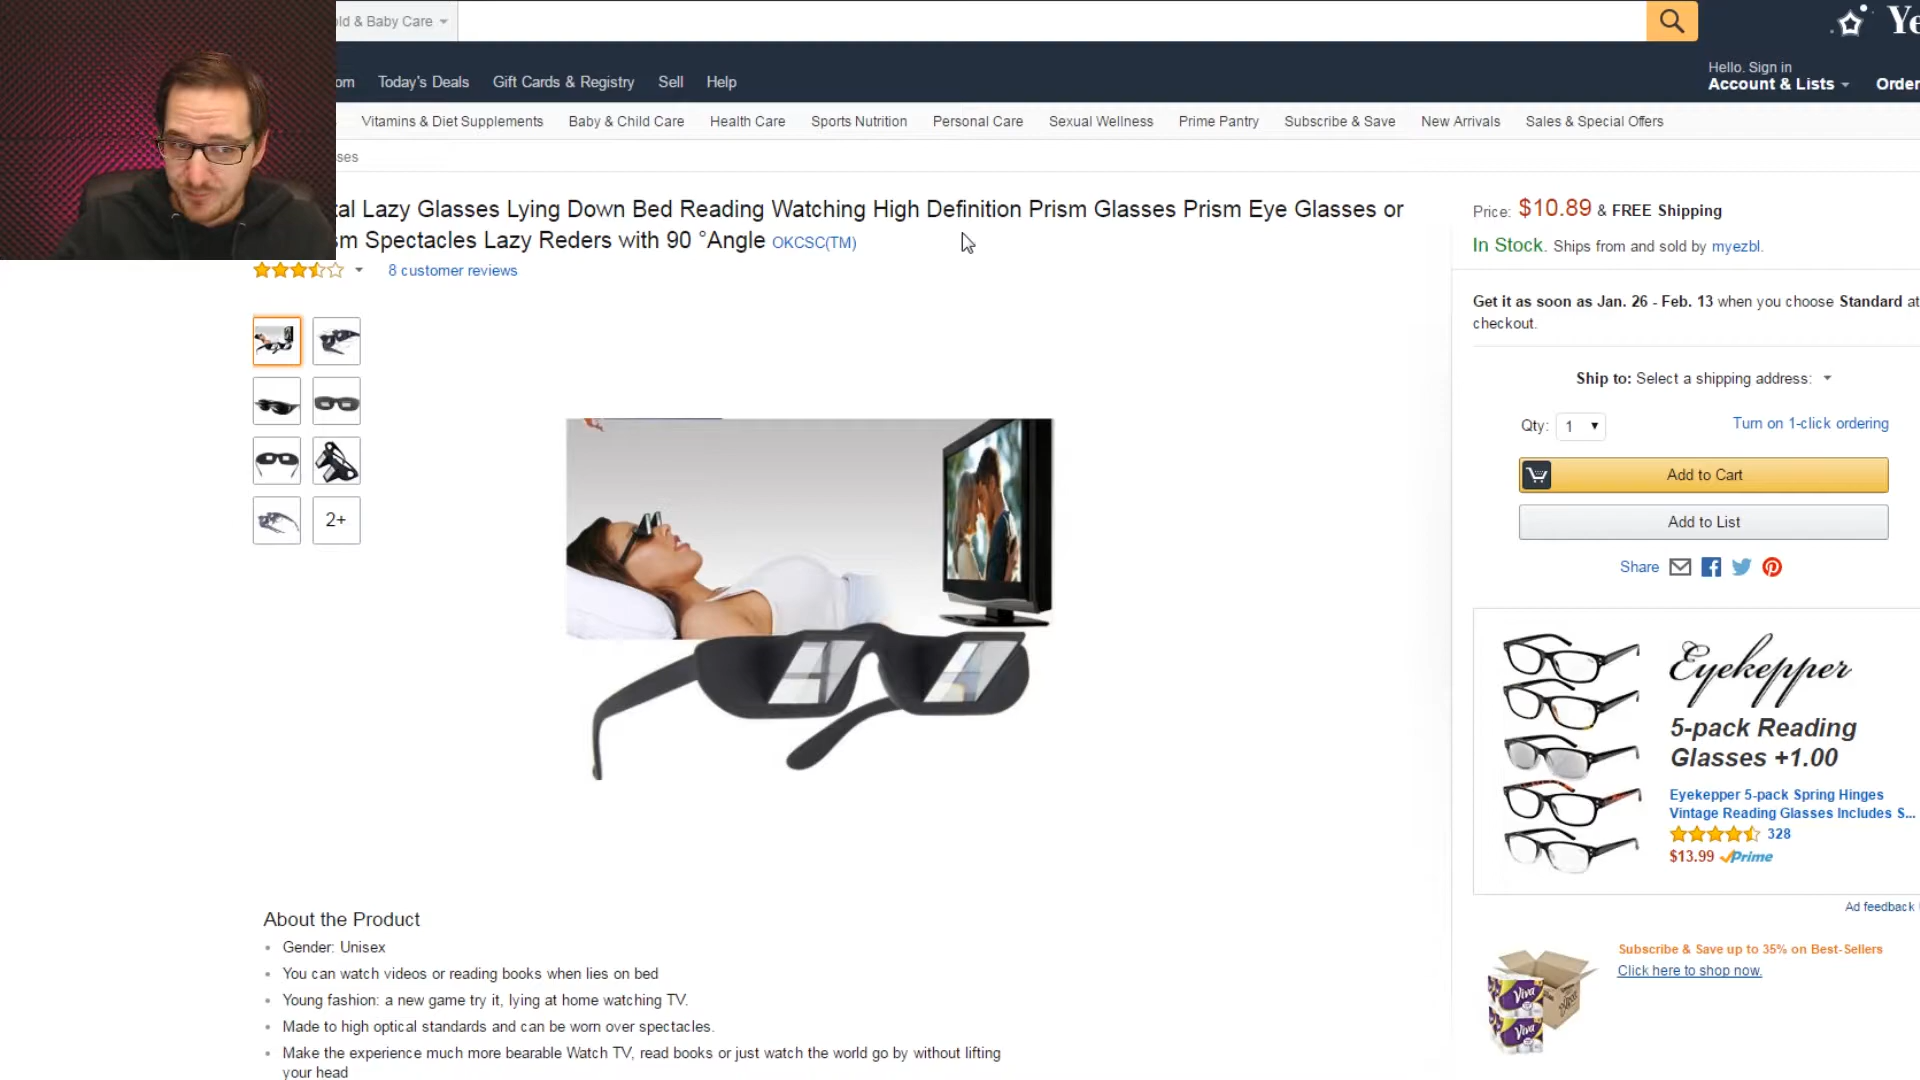 ld & Baby Care
Ye
om Today's Deals Gift Cards & Registry Sell Help
Hello. Sign in
Account & Lists Order
Vitamins & Diet Supplements Baby & Child Care Health Care Sports Nutrition Personal Care Sexual Wellness Prime Pantry Subscribe & Save New Arrivals Sales & Special Offers
ses
tal Lazy Glasses Lying Down Bed Reading Watching High Definition Prism Glasses Prism Eye Glasses or
sm Spectacles Lazy Reders with 90 °Angle OKCSC(TM)
8 customer reviews
2+
Price: $10.89 & FREE Shipping
In Stock. Ships from and sold by myezbl.
Get it as soon as Jan. 26 - Feb. 13 when you choose Standard at
checkout.
Ship to: Select a shipping address:
Qty: 1 Turn on 1-click ordering
Add to Cart
Add to List
Share
Eyekepper
5-pack Reading
Glasses +1.00
Eyekepper 5-pack Spring Hinges
Vintage Reading Glasses Includes S...
328
$13.99 Prime
Ad feedback
Subscribe & Save up to 35% on Best-Sellers
Click here to shop now.
Viva
Viva
About the Product
• Gender: Unisex
• You can watch videos or reading books when lies on bed
• Young fashion: a new game try it, lying at home watching TV.
• Made to high optical standards and can be worn over spectacles.
• Make the experience much more bearable Watch TV, read books or just watch the world go by without lifting
your head